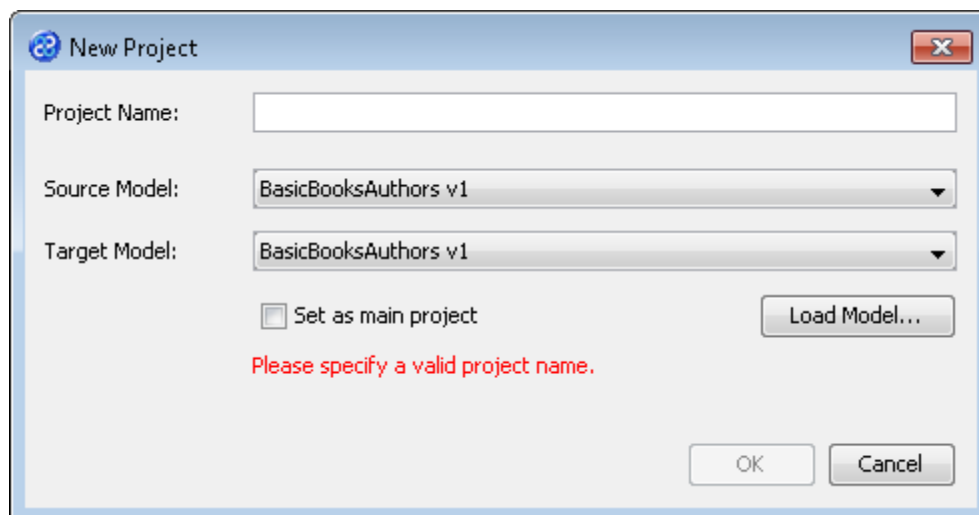 New Project
Project Name:
Source Model: BasicBooksAuthors v1
Target Model: BasicBooksAuthors v1
Set as main project Load Model...
Please specify a valid project name.
OK Cancel